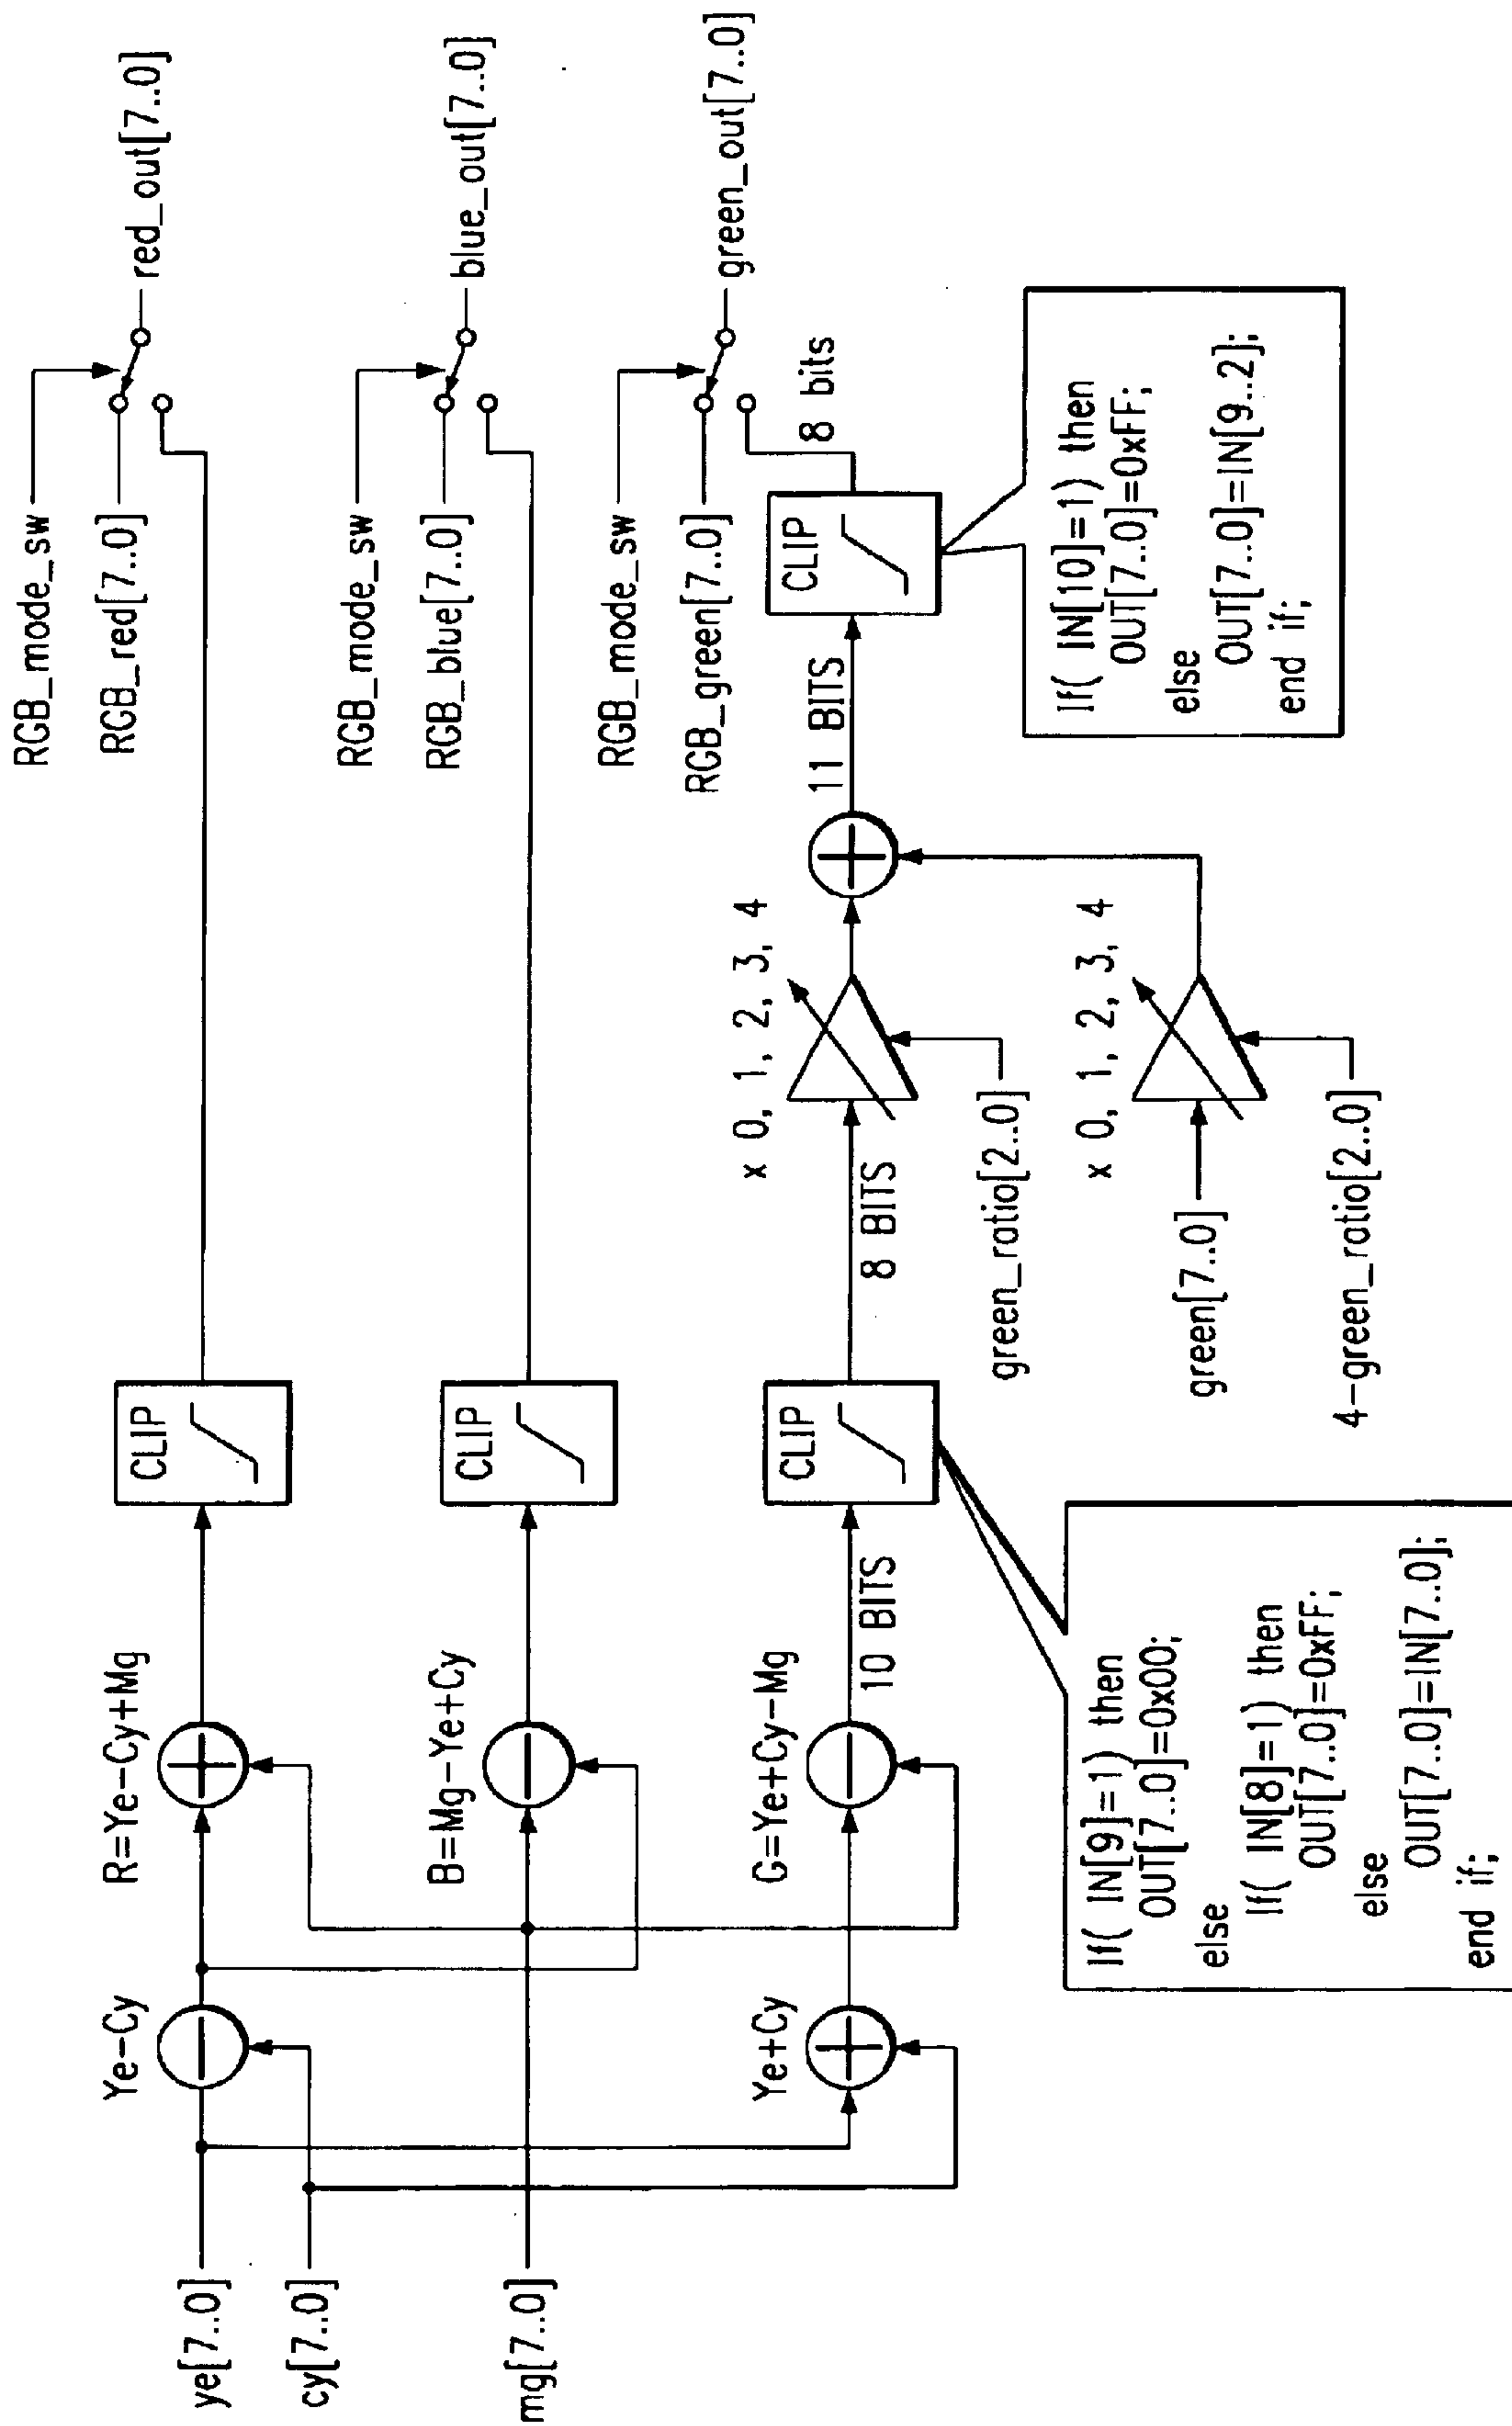 ye[7..0]
cy[7..0]
mg[7..0]
Ye-Cy
R=Ye-Cy+Mg
CLIP
RGB_mode_sw
RGB_red[7..0]
red_out[7..0]
B=Mg-Ye+Cy
CLIP
RGB_mode_sw
RGB_blue[7..0]
blue_out[7..0]
Ye+Cy
G=Ye+Cy-Mg
10 BITS
CLIP
8 BITS
x 0, 1, 2, 3, 4
green_ratio[2..0]
green[7..0]
x 0, 1, 2, 3, 4
4-green_ratio[2..0]
11 BITS
CLIP
8 bits
RGB_mode_sw
RGB_green[7..0]
green_out[7..0]
If( IN[9]=1) then
OUT[7..0]=0x00;
else
If( IN[8]=1) then
OUT[7..0]=0xFF;
else
OUT[7..0]=IN[7..0];
end if;
If( IN[10]=1) then
OUT[7..0]=0xFF;
else
OUT[7..0]=IN[9..2];
end if;